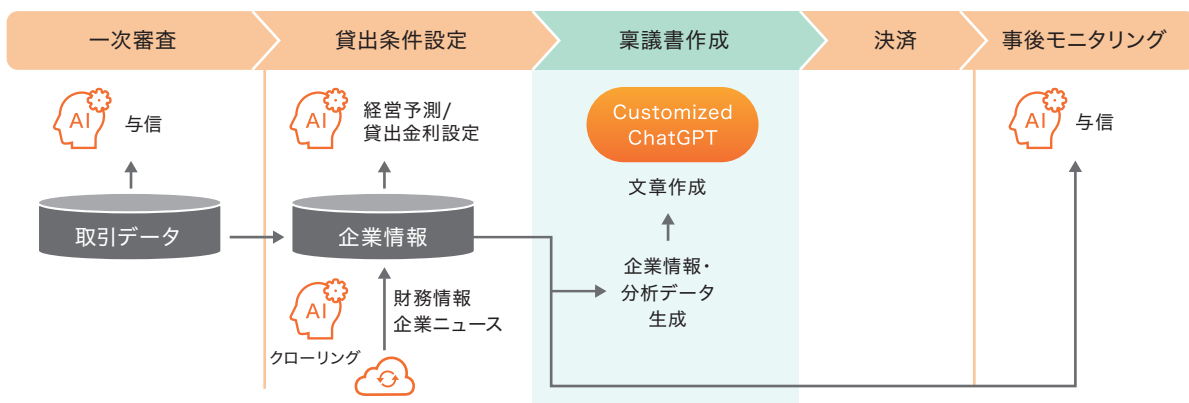 一次審査
貸出条件設定
稟議書作成
決済
事後モニタリング
AI
与信
取引データ
AI
経営予測/
貸出金利設定
企業情報
AI
クローリング
財務情報
企業ニュース
Customized
ChatGPT
文章作成
企業情報・
分析データ
生成
AI
与信